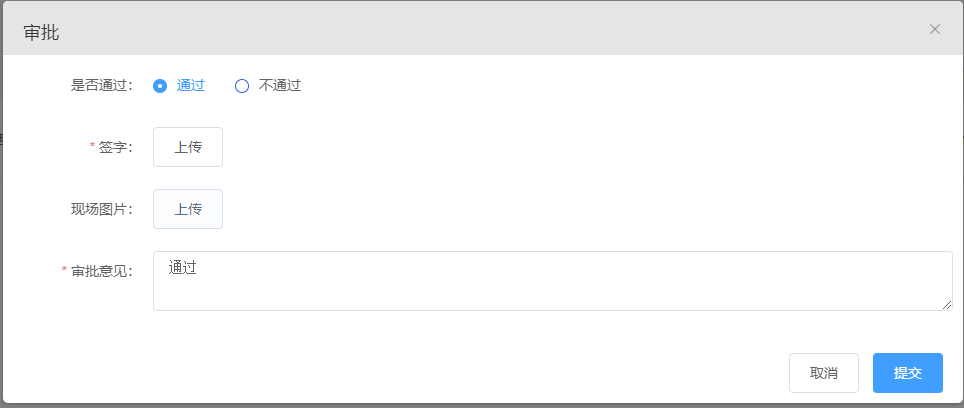 审批
是否通过： 通过 不通过
* 签字： 上传
现场图片： 上传
* 审批意见： 通过
取消 提交